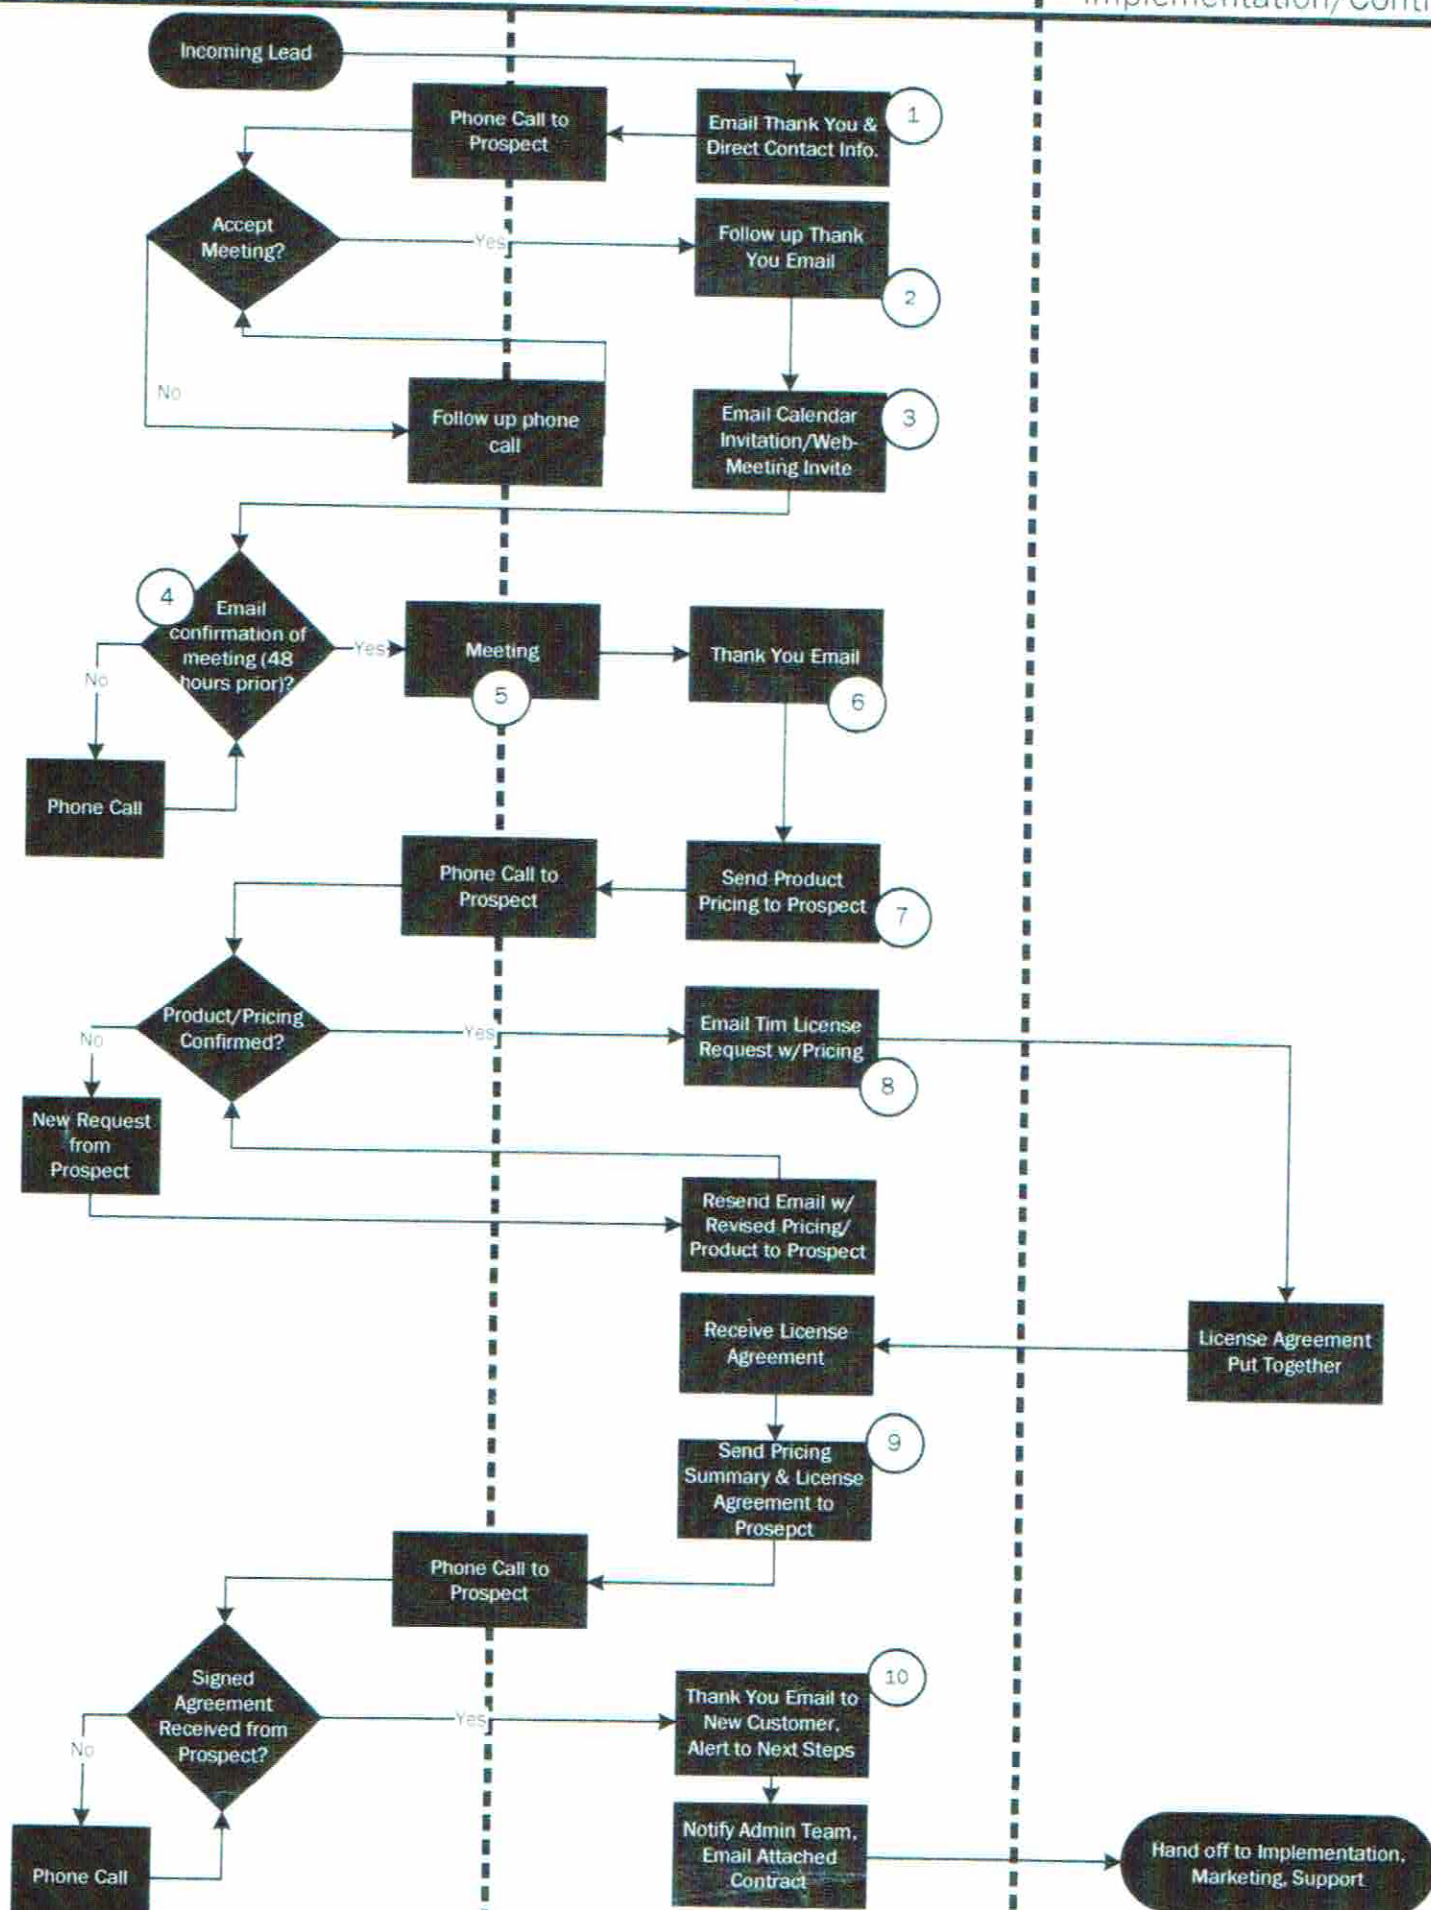 Implementation/Contr
Incoming Lead
Phone Call to
Prospect
Email Thank You &
Direct Contact Info.
1
Accept
Meeting?
Yes
Follow up Thank
You Email
2
No
Follow up phone
call
Email Calendar
Invitation/Web-
Meeting Invite
3
4
Email
confirmation of
meeting (48
hours prior)?
Yes
Meeting
5
Thank You Email
6
No
Phone Call
Phone Call to
Prospect
Send Product
Pricing to Prospect
7
Product/Pricing
Confirmed?
No
Yes
Email Tim License
Request w/Pricing
8
New Request
from
Prospect
Resend Email w/
Revised Pricing/
Product to Prospect
Receive License
Agreement
License Agreement
Put Together
Send Pricing
Summary & License
Agreement to
Prosepct
9
Phone Call to
Prospect
Signed
Agreement
Received from
Prospect?
No
Yes
Thank You Email to
New Customer,
Alert to Next Steps
10
Phone Call
Notify Admin Team,
Email Attached
Contract
Hand off to Implementation,
Marketing, Support